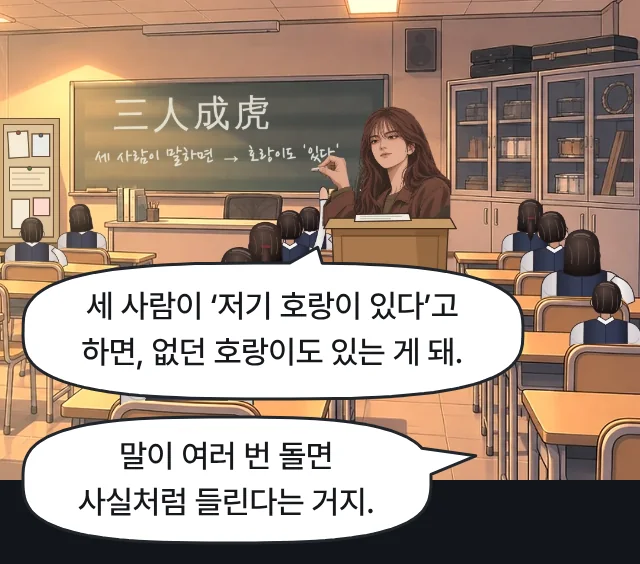 三人成虎
세 사람이 말하면 → 호랑이도 '있다'
세 사람이 ‘저기 호랑이 있다’고
하면, 없던 호랑이도 있는 게 돼.
말이 여러 번 돌면
사실처럼 들린다는 거지.